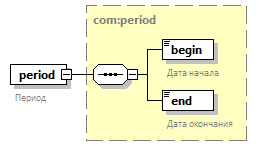 com:period
begin
Дата начала
period
Период
end
Дата окончания